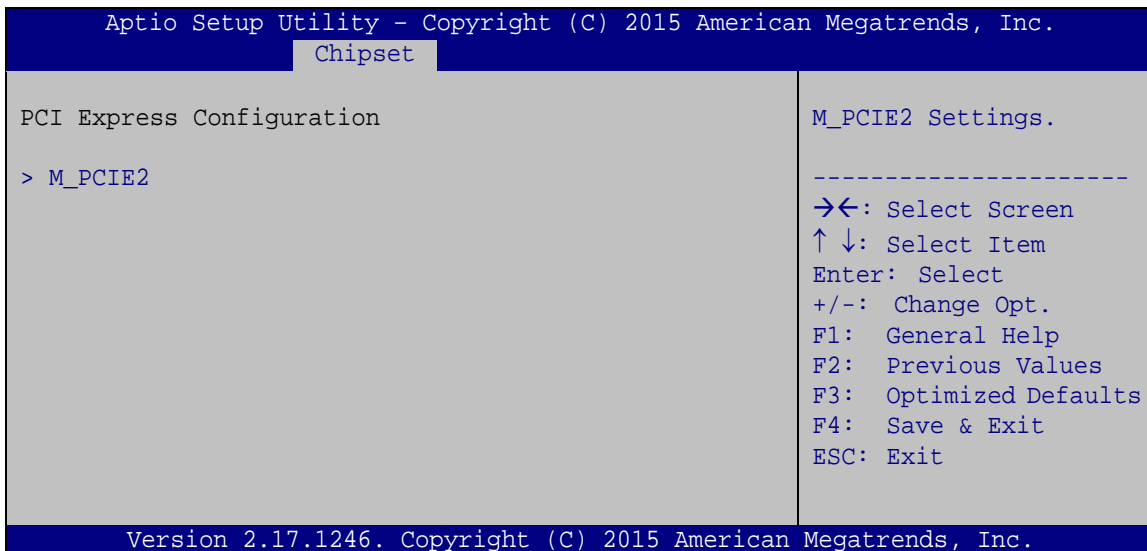 Aptio Setup Utility – Copyright (C) 2015 American Megatrends, Inc.
Chipset
PCI Express Configuration
> M_PCIE2
M_PCIE2 Settings.
----------------------
→←: Select Screen
↑ ↓: Select Item
Enter: Select
+/-: Change Opt.
F1: General Help
F2: Previous Values
F3: Optimized Defaults
F4: Save & Exit
ESC: Exit
Version 2.17.1246. Copyright (C) 2015 American Megatrends, Inc.